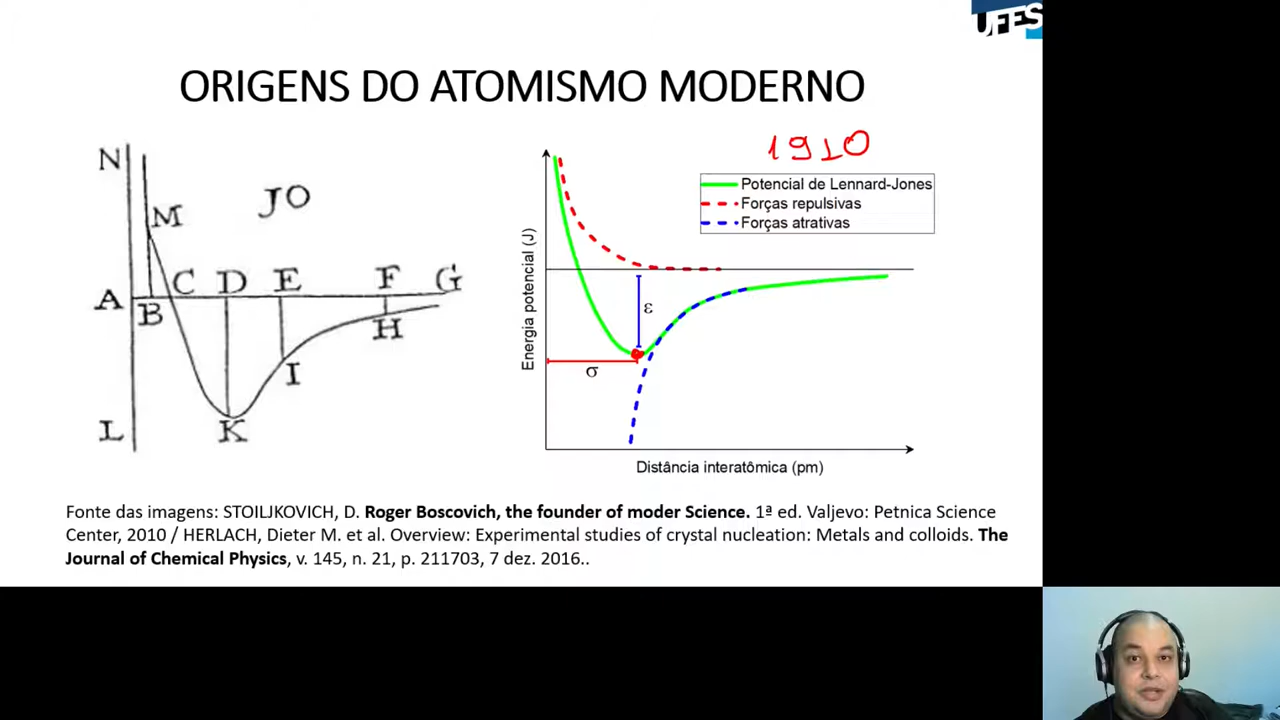 UFES
ORIGENS DO ATOMISMO MODERNO
N
M
JO
A B C D E F G
H
I
L
K
1910
Potencial de Lennard-Jones
Forças repulsivas
Forças atrativas
Energia potencial (J)
ε
σ
Distância interatômica (pm)
Fonte das imagens: STOILJKOVICH, D. Roger Boscovich, the founder of moder Science. 1ª ed. Valjevo: Petnica Science
Center, 2010 / HERLACH, Dieter M. et al. Overview: Experimental studies of crystal nucleation: Metals and colloids. The
Journal of Chemical Physics, v. 145, n. 21, p. 211703, 7 dez. 2016..